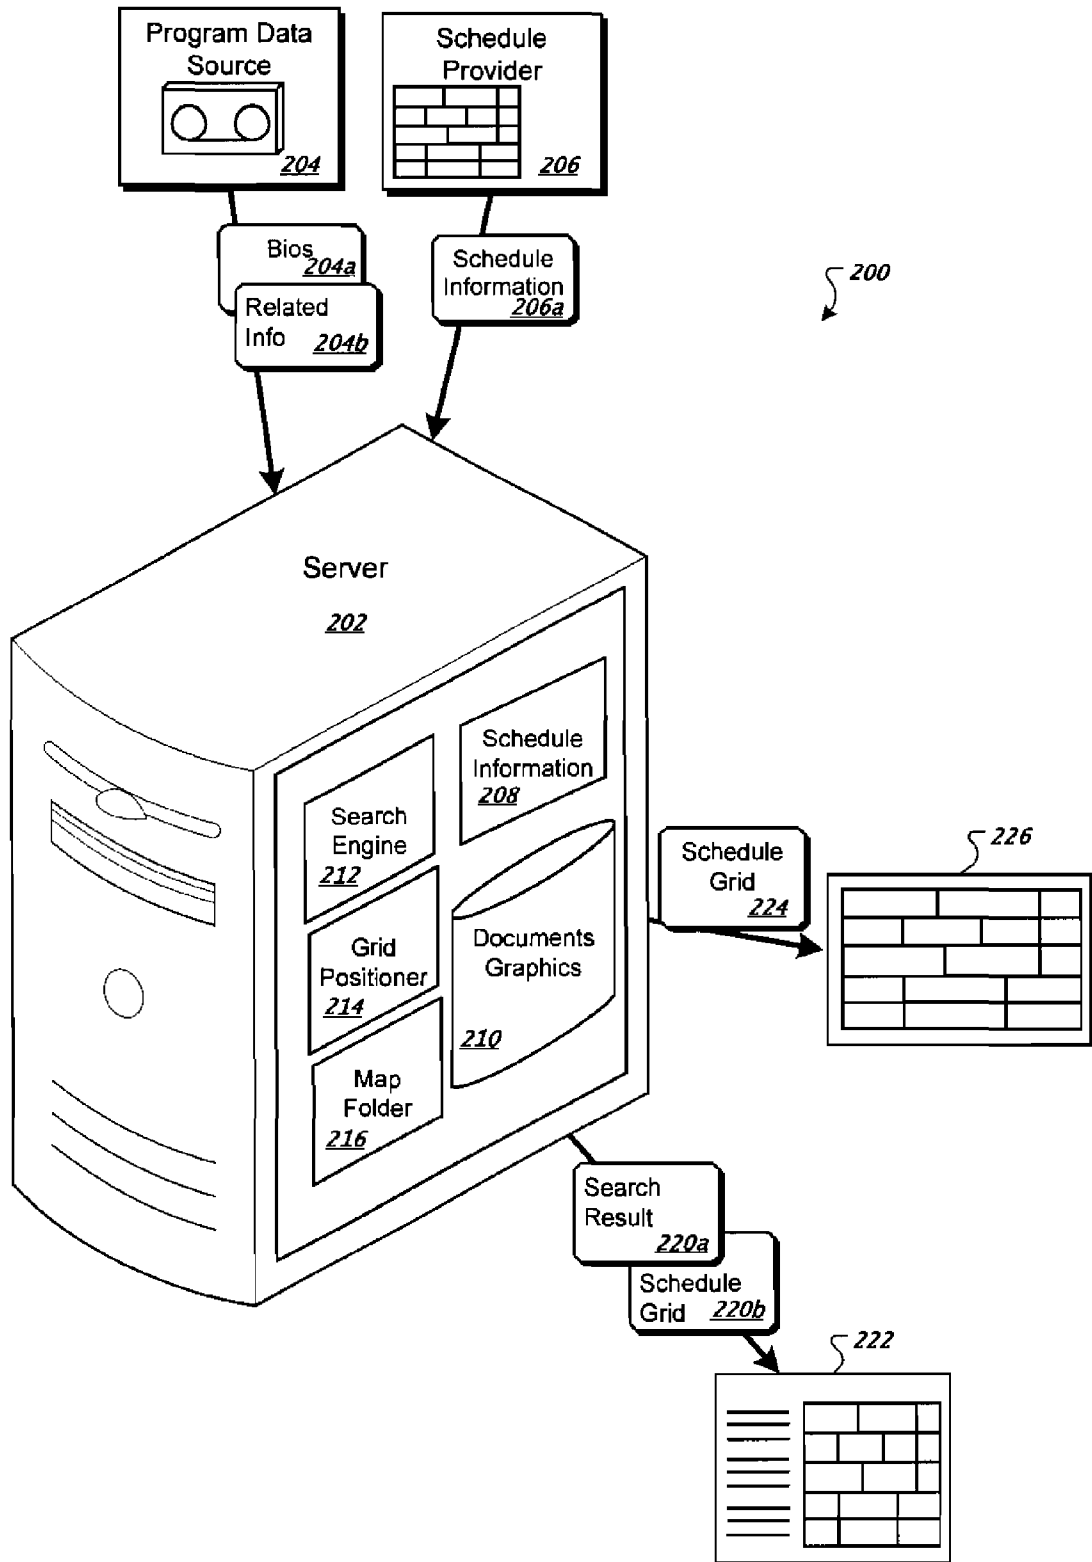 Program Data
Source
204
Schedule
Provider
206
Bios
204a
Related
Info
204b
Schedule
Information
206a
200
Server
202
Schedule
Information
208
Search
Engine
212
Grid
Positioner
214
Map
Folder
216
Documents
Graphics
210
Schedule
Grid
224
226
Search
Result
220a
Schedule
Grid
220b
222